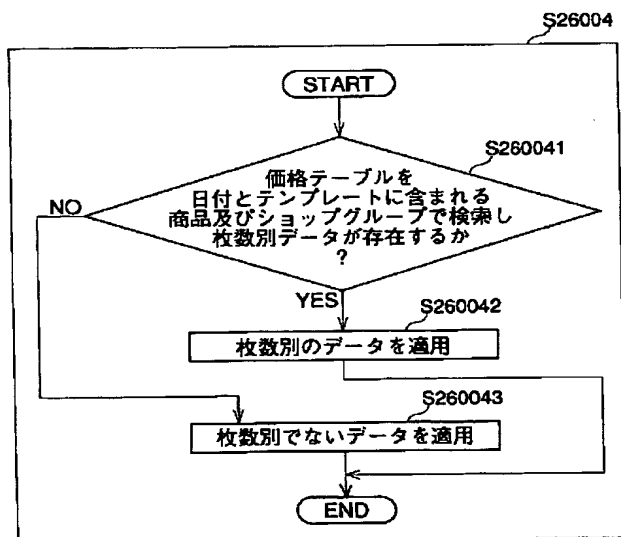 S26004
START
S260041
価格テーブルを
日付とテンプレートに含まれる
商品及びショップグループで検索し
枚数別データが存在するか
?
NO
YES
S260042
枚数別のデータを適用
S260043
枚数別でないデータを適用
END